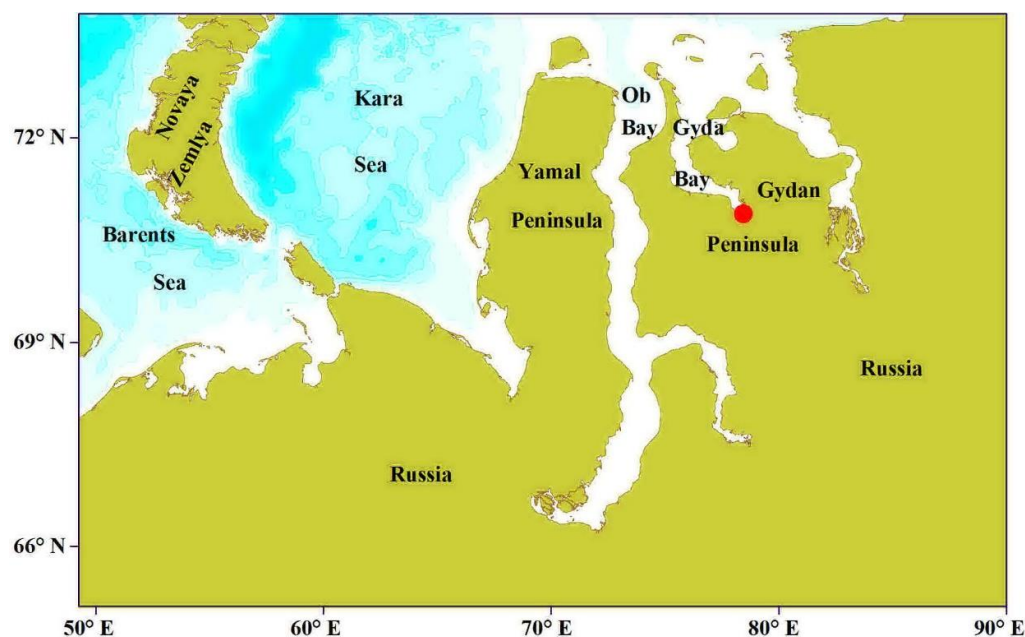 Novaya
Zemlya
Kara
Sea
Barents
Sea
Yamal
Peninsula
Ob
Bay
Gyda
Bay
Gydan
Peninsula
Russia
Russia
72° N
69° N
66° N
50° E
60° E
70° E
80° E
90° E